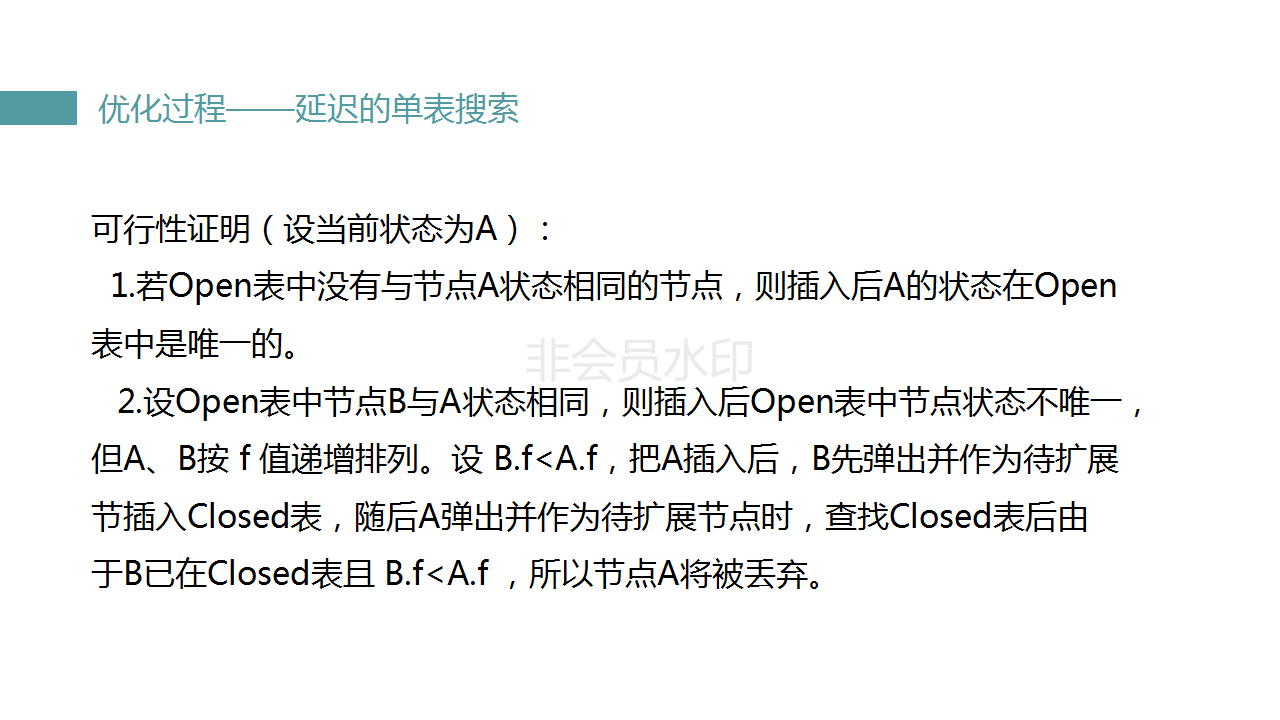 优化过程——延迟的单表搜索
可行性证明（设当前状态为A）：
1.若Open表中没有与节点A状态相同的节点，则插入后A的状态在Open
表中是唯一的。
非会员水印
2.设Open表中节点B与A状态相同，则插入后Open表中节点状态不唯一，
但A、B按 f 值递增排列。设 B.f<A.f，把A插入后，B先弹出并作为待扩展
节插入Closed表，随后A弹出并作为待扩展节点时，查找Closed表后由
于B已在Closed表且 B.f<A.f ，所以节点A将被丢弃。